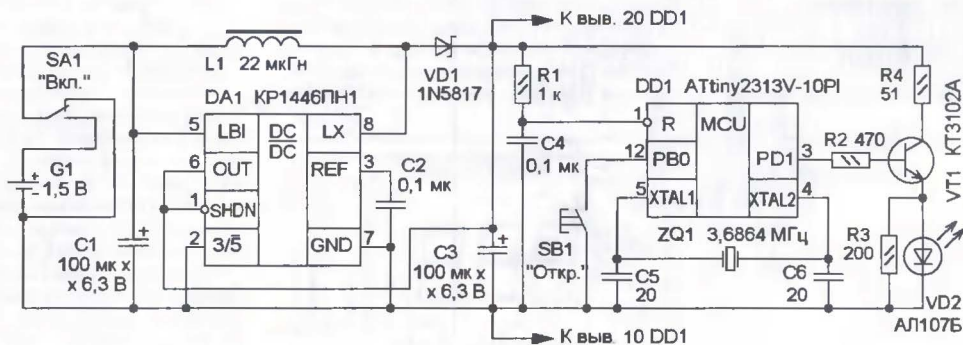 К выв. 20 DD1
SA1
"Вкл."
L1 22 мкГн
DA1 КР1446ПН1
VD1
1N5817
R1
1 к
DD1 ATtiny2313V-10PI
R4
51
5 LBI DC LX 8
DC
6 OUT REF 3
1 SHDN
2 3/5 GND 7
G1
1,5 В
+
–
C1
100 мк х
х 6,3 В
+
C2
0,1 мк
C3
100 мк х
х 6,3 В
+
C4
0,1 мк
1 R MCU
12 PB0 PD1 3
5 XTAL1 XTAL2 4
R2 470
VT1 КТ3102А
SB1
"Откр."
ZQ1 3,6864 МГц
C5
20
C6
20
R3
200
VD2
АЛ107Б
К выв. 10 DD1